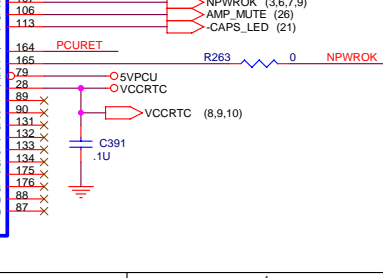 NPWROK (3,6,7,9)
106 AMP_MUTE (26)
113 -CAPS_LED (21)
164 PCURET
165 R263 0 NPWROK
79 5VPCU
28 VCCRTC
89
90 VCCRTC (8,9,10)
131
132
133 C391
134 .1U
175
176
88
87